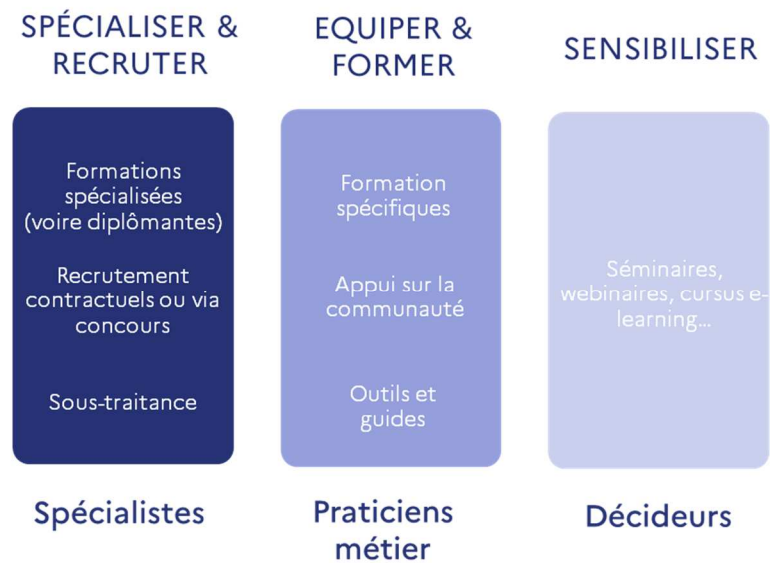 SPÉCIALISER &
RECRUTER
Formations
spécialisées
(voire diplômantes)
Recrutement
contractuels ou via
concours
Sous-traitance
Spécialistes
EQUIPER &
FORMER
Formation
spécifiques
Appui sur la
communauté
Outils et
guides
Praticiens
métier
SENSIBILISER
Séminaires,
webinaires, cursus e-
learning...
Décideurs